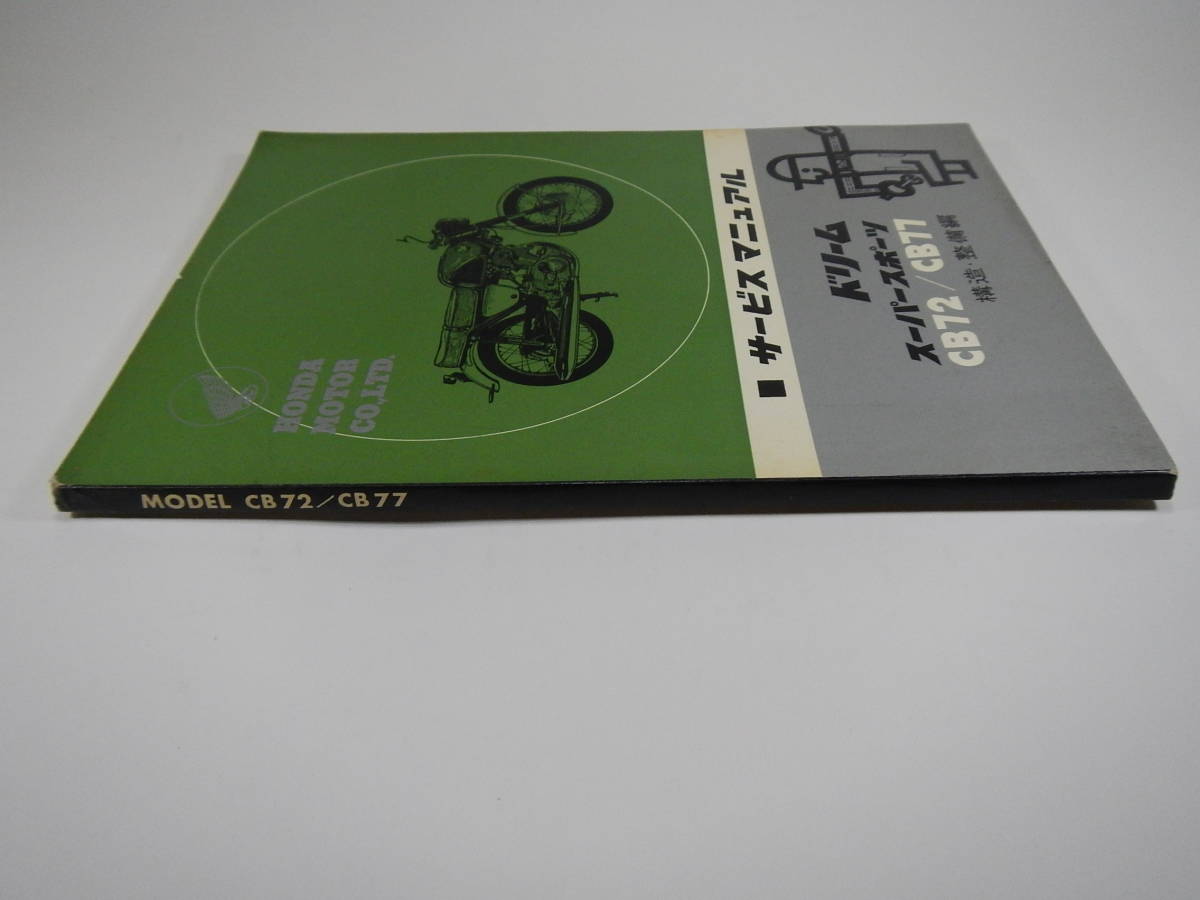 ■ サービスマニュアル
ドリーム
スーパースポーツ
CB72/CB77
構造・整備編
HONDA
MOTOR
CO.,LTD.
MODEL CB72/CB77